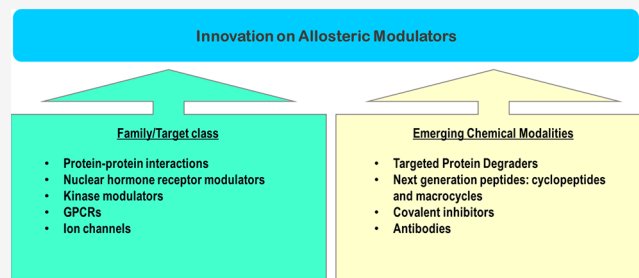 Innovation on Allosteric Modulators
Family/Target class
• Protein-protein interactions
• Nuclear hormone receptor modulators
• Kinase modulators
• GPCRs
• Ion channels
Emerging Chemical Modalities
• Targeted Protein Degraders
• Next generation peptides: cyclopeptides
and macrocycles
• Covalent inhibitors
• Antibodies